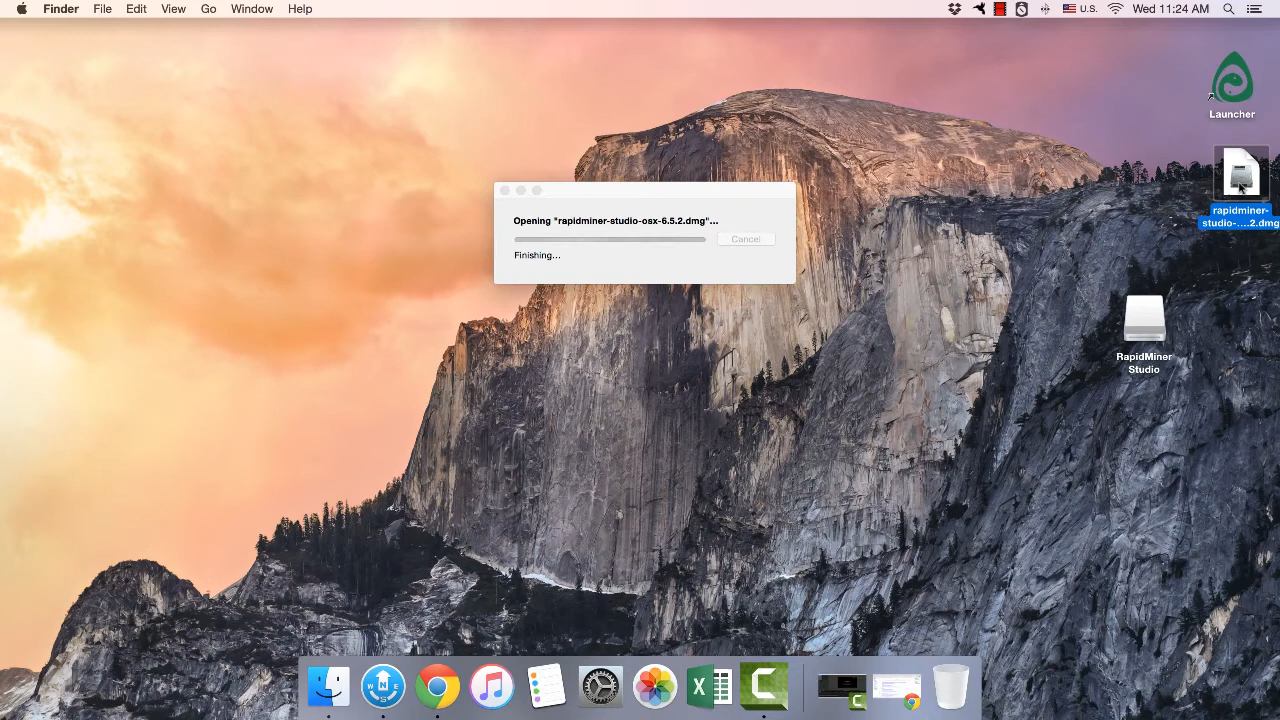 Finder File Edit View Go Window Help
U.S. Wed 11:24 AM
Launcher
rapidminer-
studio-....2.dmg
Opening "rapidminer-studio-osx-6.5.2.dmg"...
Cancel
Finishing...
RapidMiner
Studio